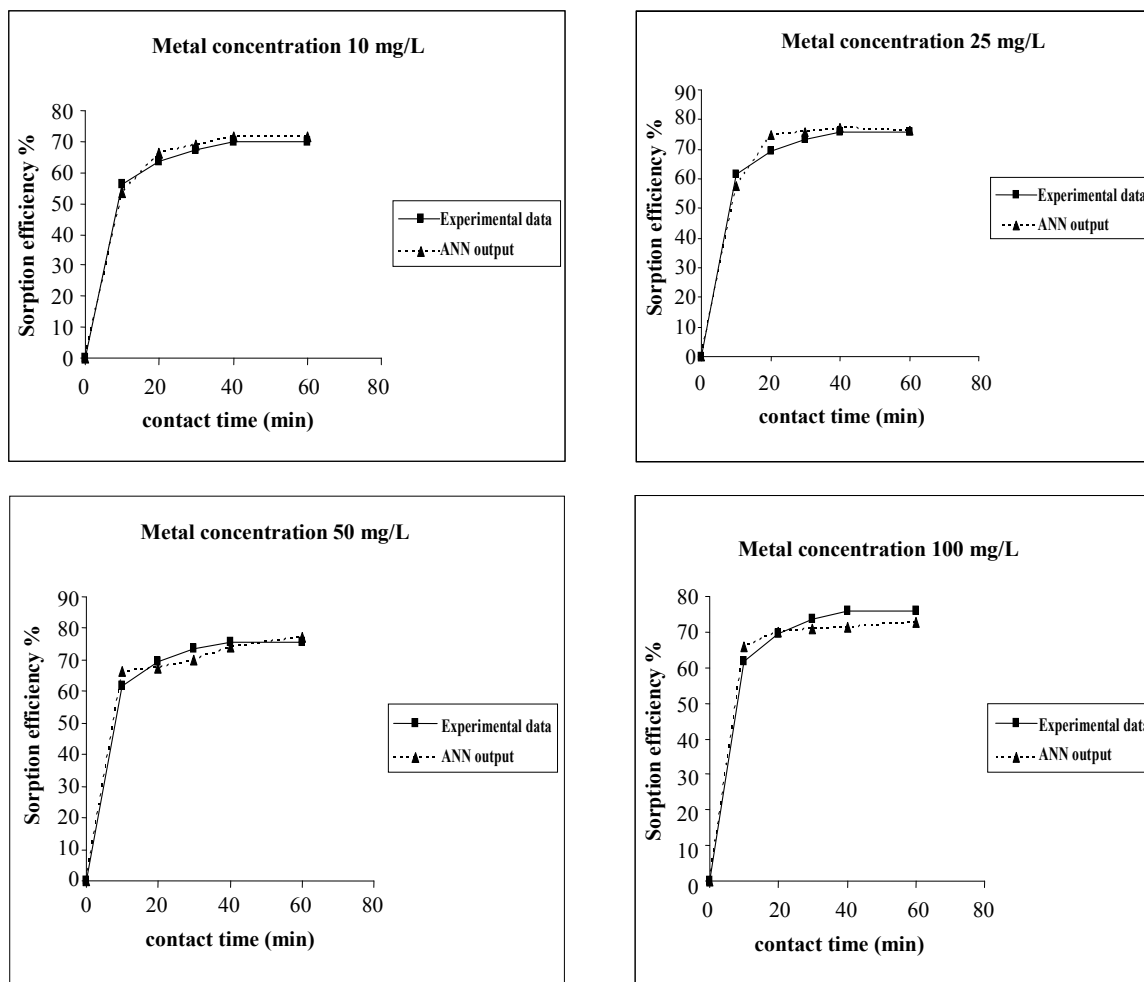 Metal concentration 10 mg/L
80
70
60
50
40
30
20
10
0
Sorption efficiency %
0 20 40 60 80
contact time (min)
Experimental data
ANN output
Metal concentration 25 mg/L
90
80
70
60
50
40
30
20
10
0
Sorption efficiency %
0 20 40 60 80
contact time (min)
Experimental data
ANN output
Metal concentration 50 mg/L
90
80
70
60
50
40
30
20
10
0
Sorption efficiency %
0 20 40 60 80
contact time (min)
Experimental data
ANN output
Metal concentration 100 mg/L
80
70
60
50
40
30
20
10
0
Sorption efficiency %
0 20 40 60 80
contact time (min)
Experimental data
ANN output